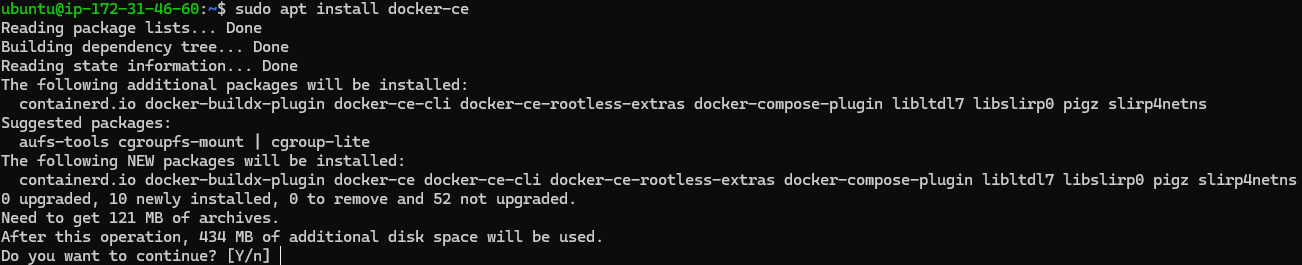 ubuntu@ip-172-31-46-60:~$ sudo apt install docker-ce
Reading package lists... Done
Building dependency tree... Done
Reading state information... Done
The following additional packages will be installed:
  containerd.io docker-buildx-plugin docker-ce-cli docker-ce-rootless-extras docker-compose-plugin libltdl7 libslirp0 pigz slirp4netns
Suggested packages:
  aufs-tools cgroupfs-mount | cgroup-lite
The following NEW packages will be installed:
  containerd.io docker-buildx-plugin docker-ce docker-ce-cli docker-ce-rootless-extras docker-compose-plugin libltdl7 libslirp0 pigz slirp4netns
0 upgraded, 10 newly installed, 0 to remove and 52 not upgraded.
Need to get 121 MB of archives.
After this operation, 434 MB of additional disk space will be used.
Do you want to continue? [Y/n]